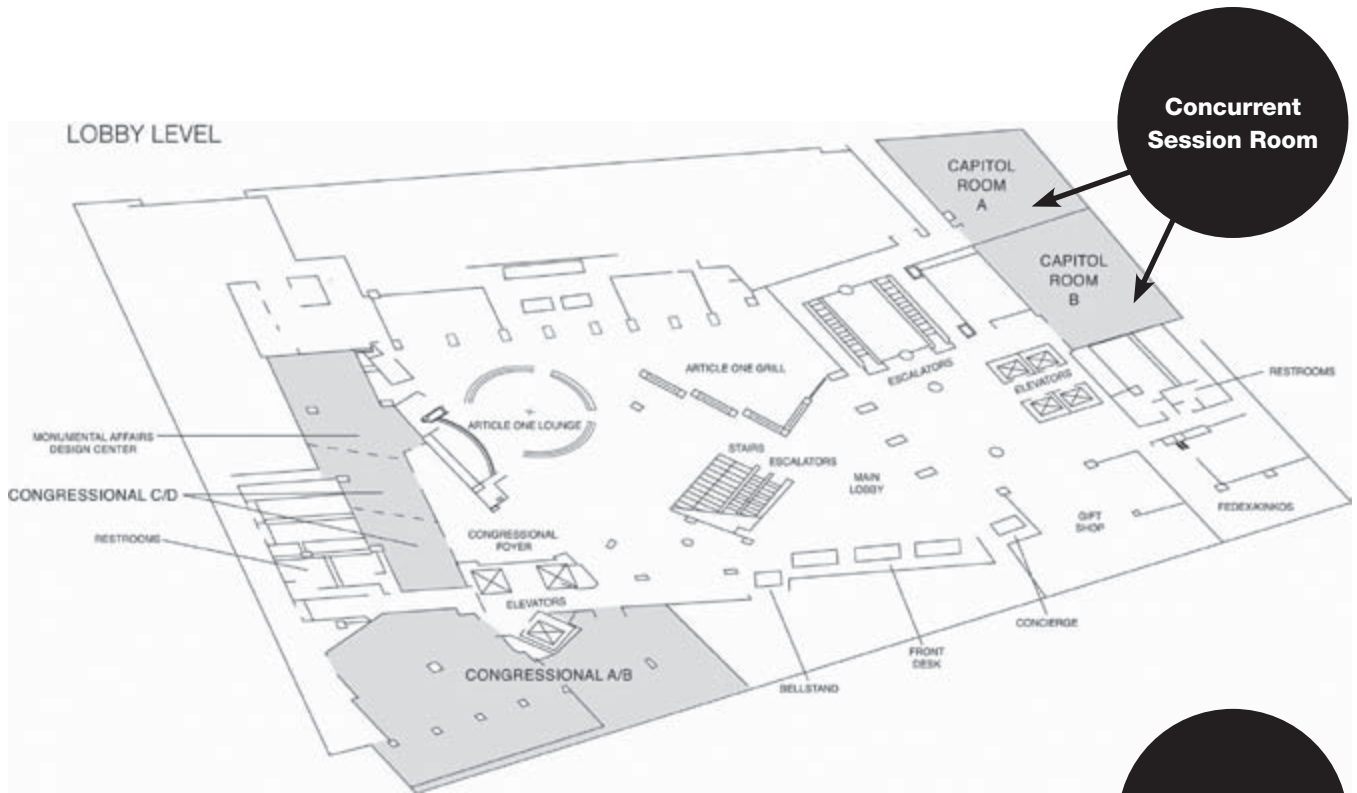 Concurrent
Session Room
LOBBY LEVEL
CAPITOL
ROOM
A
CAPITOL
ROOM
B
ESCALATORS
ELEVATORS
RESTROOMS
ARTICLE ONE GRILL
ARTICLE ONE LOUNGE
MONUMENTAL AFFAIRS
DESIGN CENTER
STAIRS
ESCALATORS
MAIN
LOBBY
CONGRESSIONAL C/D
GIFT
SHOP
FEDEX/KINKOS
RESTROOMS
CONGRESSIONAL
FOYER
ELEVATORS
CONCIERGE
FRONT
DESK
CONGRESSIONAL A/B
BELLSTAND